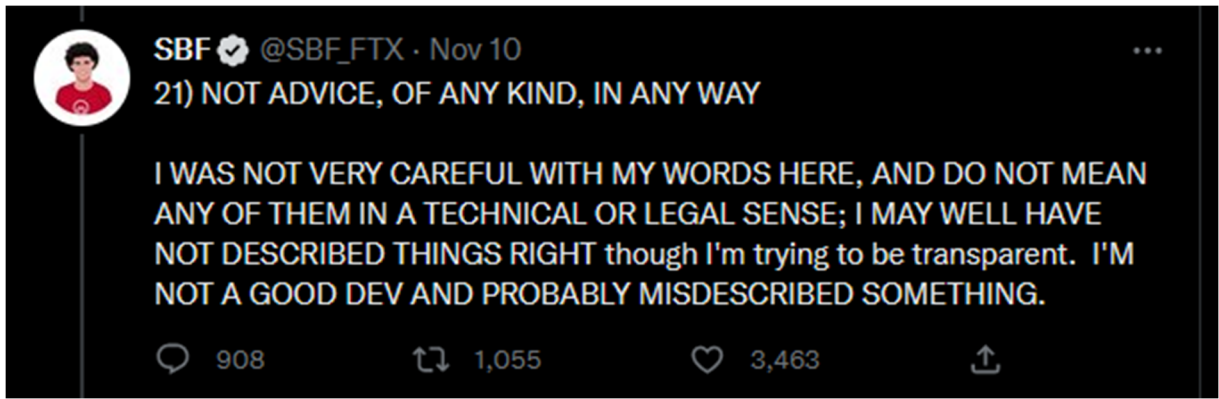 SBF @SBF_FTX · Nov 10
21) NOT ADVICE, OF ANY KIND, IN ANY WAY
I WAS NOT VERY CAREFUL WITH MY WORDS HERE, AND DO NOT MEAN
ANY OF THEM IN A TECHNICAL OR LEGAL SENSE; I MAY WELL HAVE
NOT DESCRIBED THINGS RIGHT though I'm trying to be transparent.  I'M
NOT A GOOD DEV AND PROBABLY MISDESCRIBED SOMETHING.
908 1,055 3,463